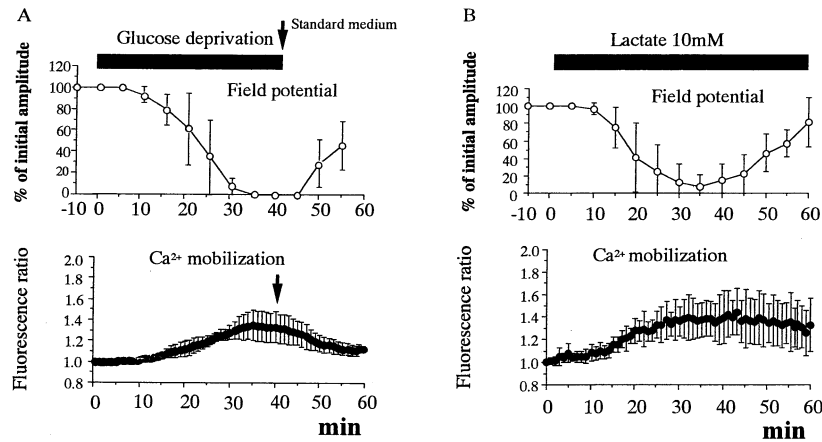 A
Standard medium
Glucose deprivation
% of initial amplitude
120
100
80
60
40
20
0
Field potential
-10 0 10 20 30 40 50 60
Fluorescence ratio
2.0
1.8
1.6
1.4
1.2
1.0
0.8
Ca²⁺ mobilization
0 10 20 30 40 50 60
min
B
Lactate 10mM
% of initial amplitude
120
100
80
60
40
20
0
Field potential
-10 0 10 20 30 40 50 60
Fluorescence ratio
2.0
1.8
1.6
1.4
1.2
1.0
0.8
Ca²⁺ mobilization
0 10 20 30 40 50 60
min